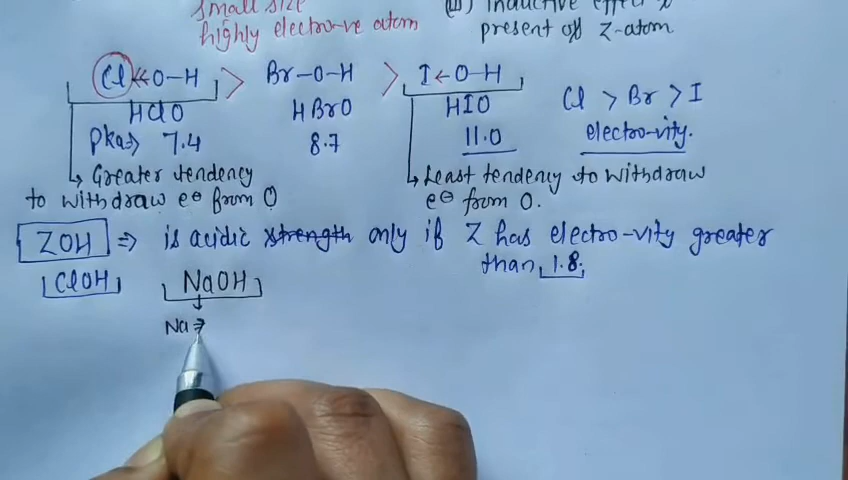 small size
highly electro-ve atom
(iii) inductive effect is
present of Z-atom
Cl↞O-H > Br-O-H > I←O-H
HClO HBrO HIO
Cl > Br > I
pKa⇒ 7.4 8.7 11.0
electro-vity.
↳ Greater tendency
to withdraw e⊖ from O
↳ Least tendency to withdraw
e⊖ from O.
ZOH ⇒ is acidic strength only if Z has electro-vity greater
than 1.8.
ClOH NaOH
↓
Na⇒